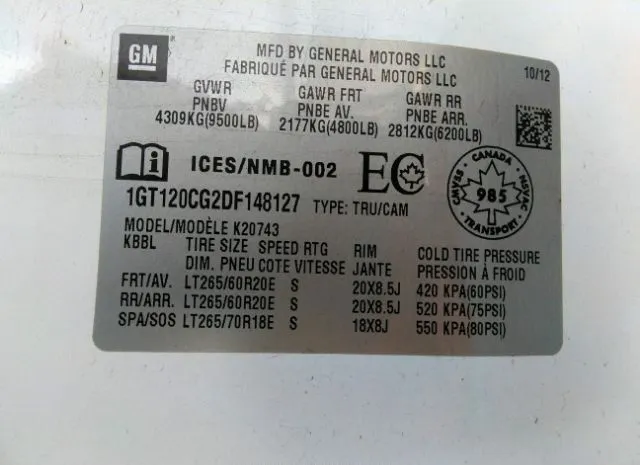 GM
MFD BY GENERAL MOTORS LLC
FABRIQUÉ PAR GENERAL MOTORS LLC
10/12
GVWR GAWR FRT GAWR RR
PNBV PNBE AV. PNBE ARR.
4309KG(9500LB) 2177KG(4800LB) 2812KG(6200LB)
i ICES/NMB-002 EC
CANADA
CMVSS NSVAC
985
TRANSPORT
1GT120CG2DF148127 TYPE: TRU/CAM
MODEL/MODÈLE K20743
KBBL TIRE SIZE SPEED RTG RIM COLD TIRE PRESSURE
DIM. PNEU COTE VITESSE JANTE PRESSION À FROID
FRT/AV. LT265/60R20E S 20X8.5J 420 KPA(60PSI)
RR/ARR. LT265/60R20E S 20X8.5J 520 KPA(75PSI)
SPA/SOS LT265/70R18E S 18X8J 550 KPA(80PSI)